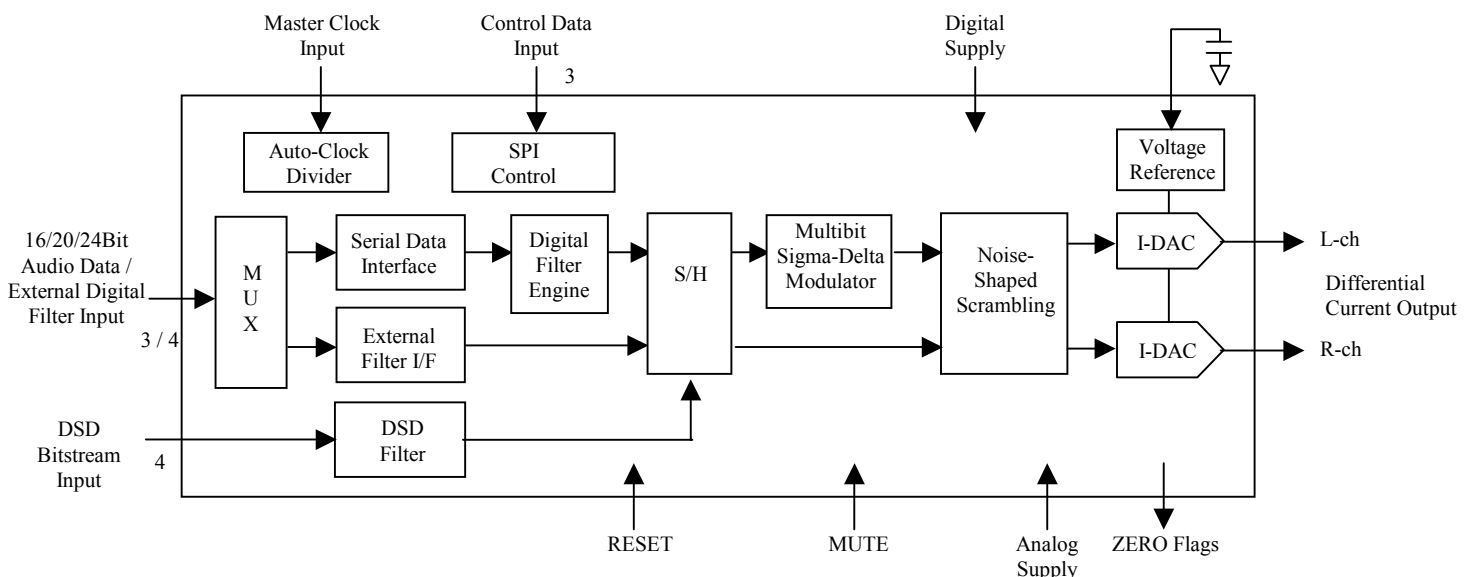 Master Clock
Input
Control Data
Input
3
Digital
Supply
Auto-Clock
Divider
SPI
Control
Voltage
Reference
16/20/24Bit
Audio Data /
External Digital
Filter Input
3 / 4
M
U
X
Serial Data
Interface
Digital
Filter
Engine
S/H
Multibit
Sigma-Delta
Modulator
Noise-
Shaped
Scrambling
I-DAC
L-ch
Differential
Current Output
External
Filter I/F
I-DAC
R-ch
DSD
Bitstream
Input
4
DSD
Filter
RESET
MUTE
Analog
Supply
ZERO Flags